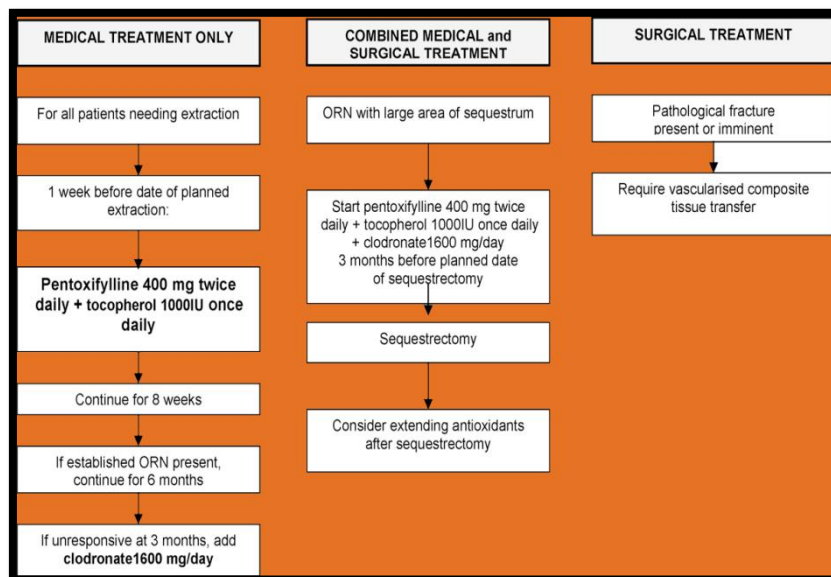 MEDICAL TREATMENT ONLY
For all patients needing extraction
1 week before date of planned
extraction:
Pentoxifylline 400 mg twice
daily + tocopherol 1000IU once
daily
Continue for 8 weeks
If established ORN present,
continue for 6 months
If unresponsive at 3 months, add
clodronate1600 mg/day
COMBINED MEDICAL and
SURGICAL TREATMENT
ORN with large area of sequestrum
Start pentoxifylline 400 mg twice
daily + tocopherol 1000IU once daily
+ clodronate1600 mg/day
3 months before planned date
of sequestrectomy
Sequestrectomy
Consider extending antioxidants
after sequestrectomy
SURGICAL TREATMENT
Pathological fracture
present or imminent
Require vascularised composite
tissue transfer